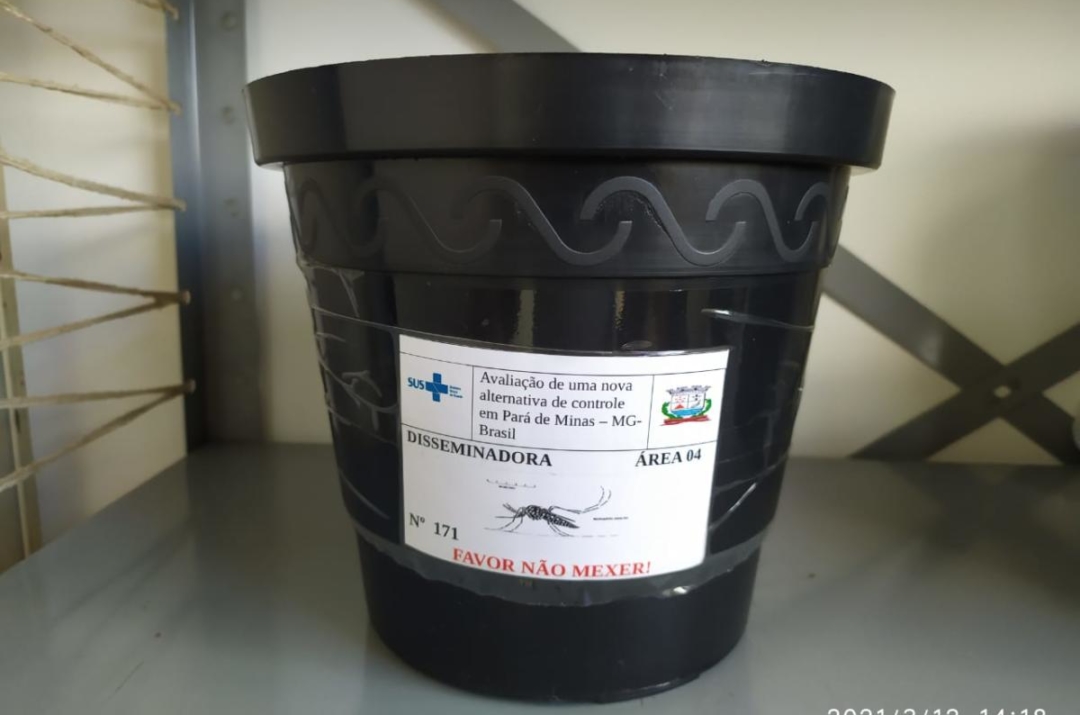 SUS
Avaliação de uma nova
alternativa de controle
em Pará de Minas – MG-
Brasil
DISSEMINADORA ÁREA 04
Nº 171
FAVOR NÃO MEXER!